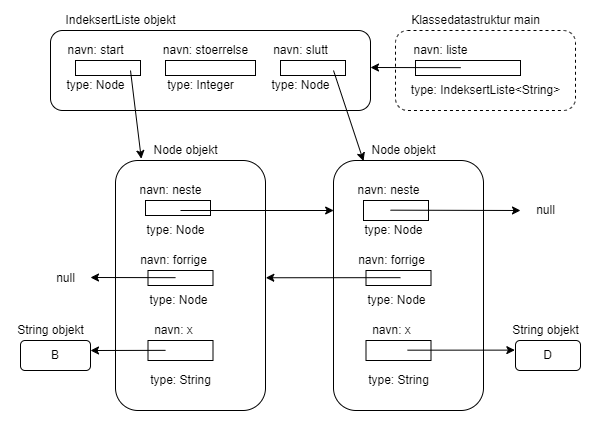 IndeksertListe objekt
Klassedatastruktur main
navn: start
navn: stoerrelse
navn: slutt
navn: liste
type: Node
type: Integer
type: Node
type: IndeksertListe<String>
Node objekt
Node objekt
navn: neste
navn: neste
null
type: Node
type: Node
navn: forrige
navn: forrige
null
type: Node
type: Node
String objekt
navn: x
navn: x
String objekt
B
D
type: String
type: String